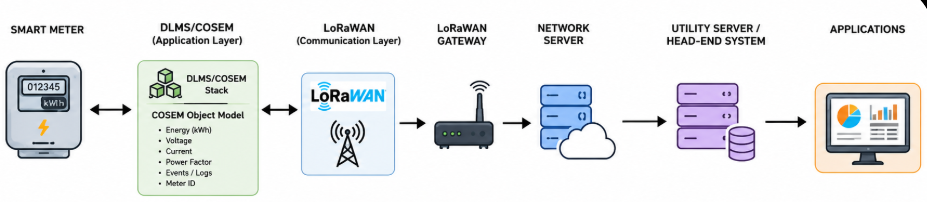 SMART METER
012345
kWh
DLMS/COSEM
(Application Layer)
DLMS/COSEM
Stack
COSEM Object Model
• Energy (kWh)
• Voltage
• Current
• Power Factor
• Events / Logs
• Meter ID
LoRaWAN
(Communication Layer)
LoRaWAN
LoRaWAN
GATEWAY
NETWORK
SERVER
UTILITY SERVER /
HEAD-END SYSTEM
APPLICATIONS